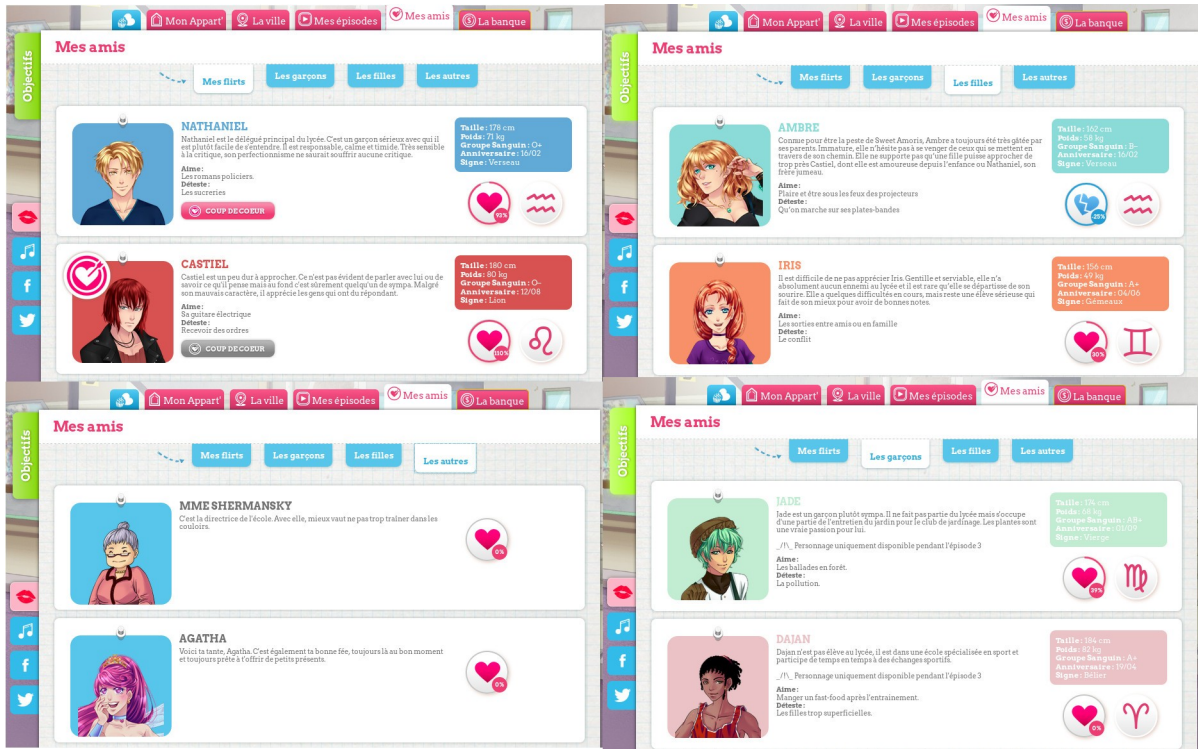 Mon Appart'
La ville
Mes épisodes
Mes amis
La banque
Objectifs
Mes amis
Mes flirts
Les garçons
Les filles
Les autres
NATHANIEL
Nathaniel est le délégué principal du lycée. C'est un garçon sérieux avec qui il
est plutôt facile de s'entendre. Il est responsable, calme et timide. Très sensible
à la critique, son perfectionnisme ne saurait souffrir aucune critique.
Aime :
Les romans policiers.
Déteste :
Les sucreries
COUP DE COEUR
Taille : 178 cm
Poids : 71 kg
Groupe Sanguin : O+
Anniversaire : 16/02
Signe : Verseau
93%
CASTIEL
Castiel est un peu dur à approcher. Ce n'est pas évident de parler avec lui ou de
savoir ce qu'il pense mais au fond c'est sûrement quelqu'un de sympa. Malgré
son mauvais caractère, il apprécie les gens qui ont du répondant.
Aime :
Sa guitare électrique
Déteste :
Recevoir des ordres
COUP DE COEUR
Taille : 180 cm
Poids : 80 kg
Groupe Sanguin : O-
Anniversaire : 12/08
Signe : Lion
110%
Mon Appart'
La ville
Mes épisodes
Mes amis
La banque
Objectifs
Mes amis
Mes flirts
Les garçons
Les filles
Les autres
AMBRE
Connue pour être la peste de Sweet Amoris, Ambre a toujours été très gâtée par
ses parents. Immature, elle n'hésite pas à se venger de ceux qui se mettent en
travers de son chemin. Elle ne supporte pas qu'une fille puisse approcher de
trop près Castiel, dont elle est amoureuse depuis l'enfance ou Nathaniel, son
frère jumeau.
Aime :
Plaire et être sous les feux des projecteurs
Déteste :
Qu'on marche sur ses plates-bandes
Taille : 162 cm
Poids : 58 kg
Groupe Sanguin : B-
Anniversaire : 16/02
Signe : Verseau
-25%
IRIS
Il est difficile de ne pas apprécier Iris. Gentille et serviable, elle n'a
absolument aucun ennemi au lycée et il est rare qu'elle se départisse de son
sourire. Elle a quelques difficultés en cours, mais reste une élève sérieuse qui
fait de son mieux pour avoir de bonnes notes.
Aime :
Les sorties entre amis ou en famille
Déteste :
Le conflit
Taille : 156 cm
Poids : 49 kg
Groupe Sanguin : A+
Anniversaire : 04/06
Signe : Gémeaux
30%
Mon Appart'
La ville
Mes épisodes
Mes amis
La banque
Objectifs
Mes amis
Mes flirts
Les garçons
Les filles
Les autres
MME SHERMANSKY
C'est la directrice de l'école. Avec elle, mieux vaut ne pas trop traîner dans les
couloirs.
0%
AGATHA
Voici ta tante, Agatha. C'est également ta bonne fée, toujours là au bon moment
et toujours prête à t'offrir de petits présents.
0%
Mon Appart'
La ville
Mes épisodes
Mes amis
La banque
Objectifs
Mes amis
Mes flirts
Les garçons
Les filles
Les autres
JADE
Jade est un garçon plutôt sympa. Il ne fait pas partie du lycée mais s'occupe
d'une partie de l'entretien du jardin pour le club de jardinage. Les plantes sont
une vraie passion pour lui.
_/!\_ Personnage uniquement disponible pendant l'épisode 3
Aime :
Les ballades en forêt.
Déteste :
La pollution.
Taille : 174 cm
Poids : 68 kg
Groupe Sanguin : AB+
Anniversaire : 01/09
Signe : Vierge
39%
DAJAN
Dajan n'est pas élève au lycée, il est dans une école spécialisée en sport et
participe de temps en temps à des échanges sportifs.
_/!\_ Personnage uniquement disponible pendant l'épisode 3
Aime :
Manger un fast-food après l'entrainement.
Déteste :
Les filles trop superficielles.
Taille : 184 cm
Poids : 82 kg
Groupe Sanguin : A+
Anniversaire : 19/04
Signe : Bélier
0%